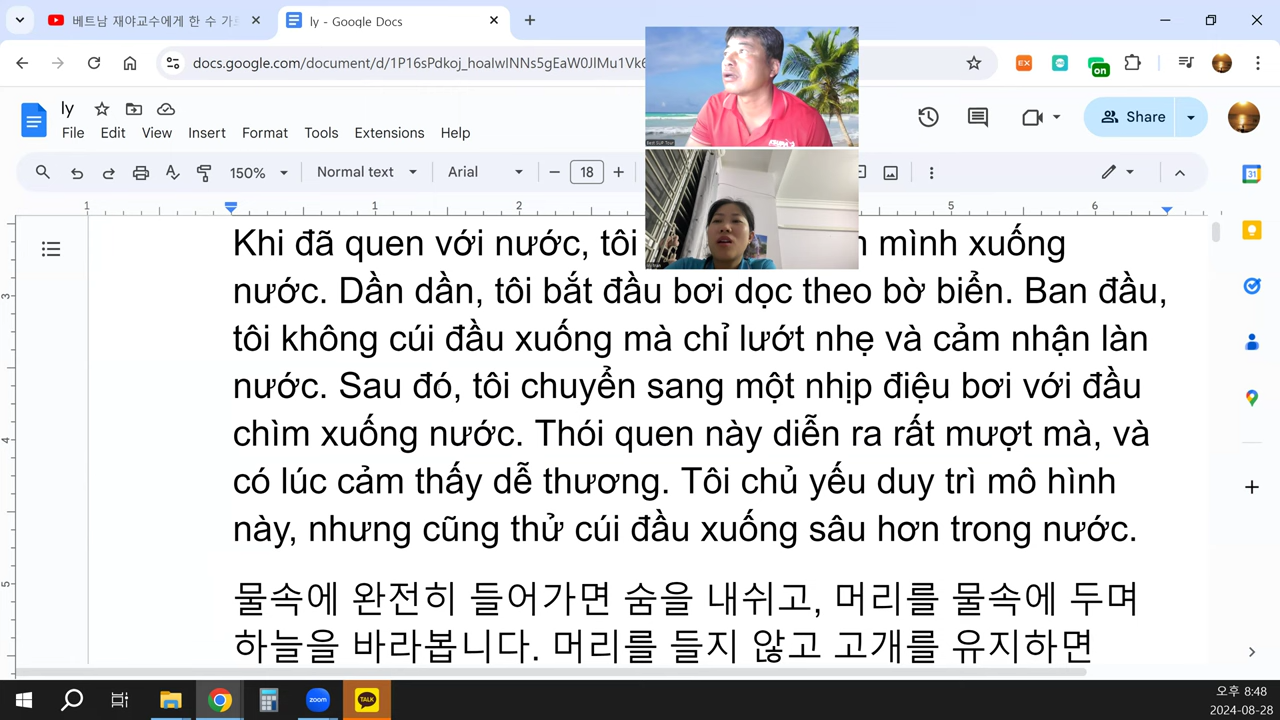 베트남 재야교수에게 한 수 가
ly - Google Docs
docs.google.com/document/d/1P16sPdkoj_hoaIwINNs5gEaW0JlMu1Vk6
on
ly
File Edit View Insert Format Tools Extensions Help
Share
150% Normal text Arial 18
31
1 1 2 5 6
Khi đã quen với nước, tôi mình xuống
nước. Dần dần, tôi bắt đầu bơi dọc theo bờ biển. Ban đầu,
3
tôi không cúi đầu xuống mà chỉ lướt nhẹ và cảm nhận làn
nước. Sau đó, tôi chuyển sang một nhịp điệu bơi với đầu
chìm xuống nước. Thói quen này diễn ra rất mượt mà, và
4
có lúc cảm thấy dễ thương. Tôi chủ yếu duy trì mô hình
này, nhưng cũng thử cúi đầu xuống sâu hơn trong nước.
5
물속에 완전히 들어가면 숨을 내쉬고, 머리를 물속에 두며
하늘을 바라봅니다. 머리를 들지 않고 고개를 유지하면
zoom
TALK
오후 8:48
2024-08-28